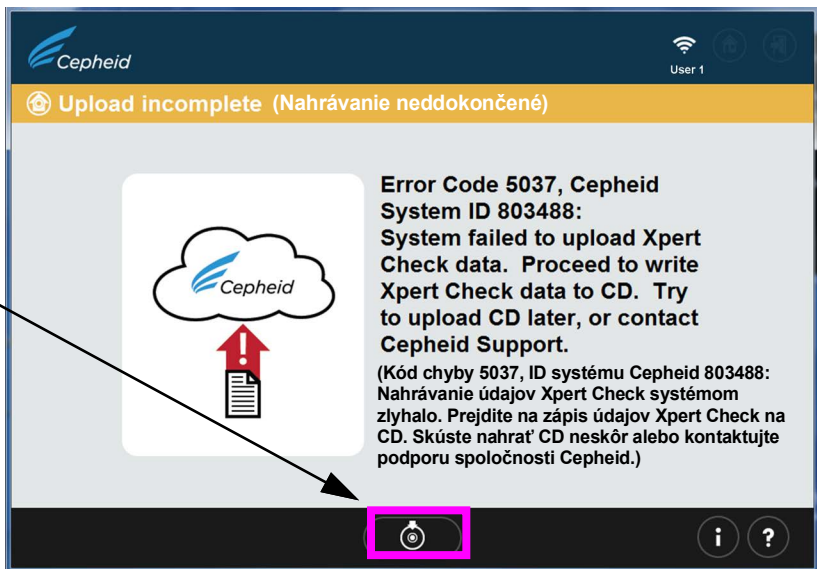 Cepheid
User 1
Upload incomplete (Nahrávanie neddokončené)
Error Code 5037, Cepheid
System ID 803488:
System failed to upload Xpert
Check data. Proceed to write
Xpert Check data to CD. Try
to upload CD later, or contact
Cepheid Support.
(Kód chyby 5037, ID systému Cepheid 803488:
Nahrávanie údajov Xpert Check systémom
zlyhalo. Prejdite na zápis údajov Xpert Check na
CD. Skúste nahrať CD neskôr alebo kontaktujte
podporu spoločnosti Cepheid.)
Cepheid
!
i ?